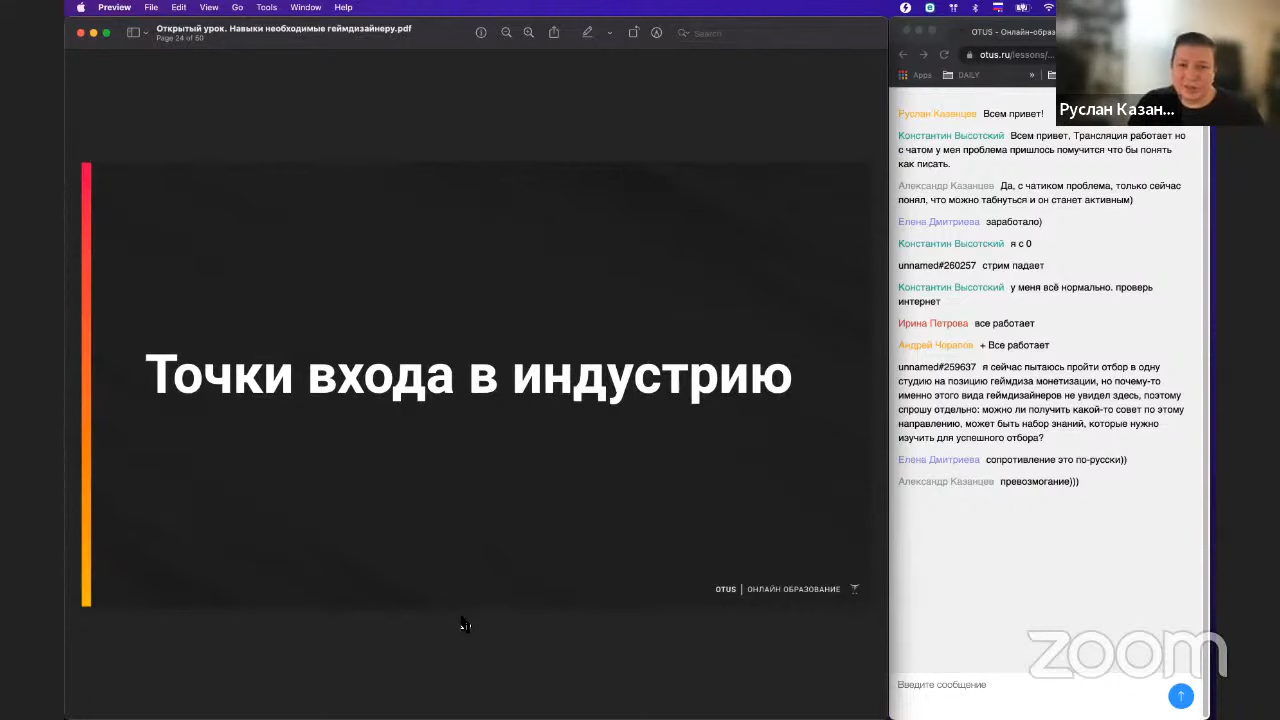 Preview File Edit View Go Tools Window Help
Открытый урок. Навыки необходимые геймдизайнеру.pdf
Page 24 of 50
Search
Точки входа в индустрию
OTUS | ОНЛАЙН ОБРАЗОВАНИЕ
OTUS - Онлайн-образ
otus.ru/lessons/...
Apps DAILY »
Руслан Казан...
Руслан Казанцев Всем привет!
Константин Высотский Всем привет, Трансляция работает но
с чатом у мея проблема пришлось помучится что бы понять
как писать.
Александр Казанцев Да, с чатиком проблема, только сейчас
понял, что можно табнуться и он станет активным)
Елена Дмитриева заработало)
Константин Высотский я с 0
unnamed#260257 стрим падает
Константин Высотский у меня всё нормально. проверь
интернет
Ирина Петрова все работает
Андрей Чорапов + Все работает
unnamed#259637 я сейчас пытаюсь пройти отбор в одну
студию на позицию геймдиза монетизации, но почему-то
именно этого вида геймдизайнеров не увидел здесь, поэтому
спрошу отдельно: можно ли получить какой-то совет по этому
направлению, может быть набор знаний, которые нужно
изучить для успешного отбора?
Елена Дмитриева сопротивление это по-русски))
Александр Казанцев превозмогание)))
Введите сообщение
zoom